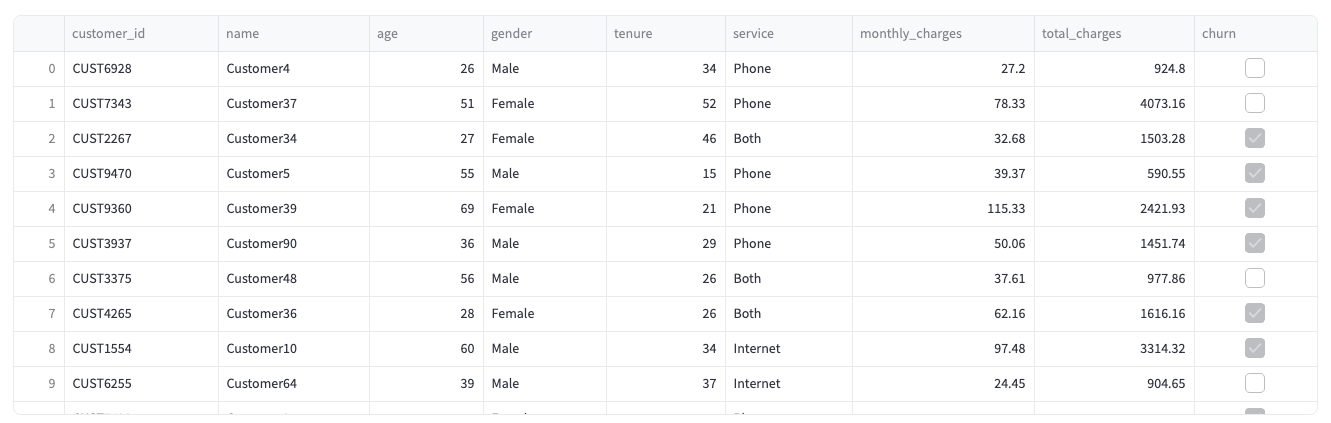 customer_id name age gender tenure service monthly_charges total_charges churn
0 CUST6928 Customer4 26 Male 34 Phone 27.2 924.8
1 CUST7343 Customer37 51 Female 52 Phone 78.33 4073.16
2 CUST2267 Customer34 27 Female 46 Both 32.68 1503.28
3 CUST9470 Customer5 55 Male 15 Phone 39.37 590.55
4 CUST9360 Customer39 69 Female 21 Phone 115.33 2421.93
5 CUST3937 Customer90 36 Male 29 Phone 50.06 1451.74
6 CUST3375 Customer48 56 Male 26 Both 37.61 977.86
7 CUST4265 Customer36 28 Female 26 Both 62.16 1616.16
8 CUST1554 Customer10 60 Male 34 Internet 97.48 3314.32
9 CUST6255 Customer64 39 Male 37 Internet 24.45 904.65